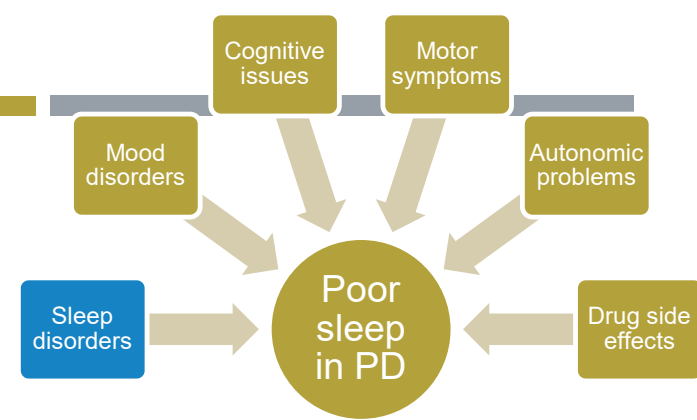 Cognitive
issues
Motor
symptoms
Mood
disorders
Autonomic
problems
Sleep
disorders
Poor
sleep
in PD
Drug side
effects